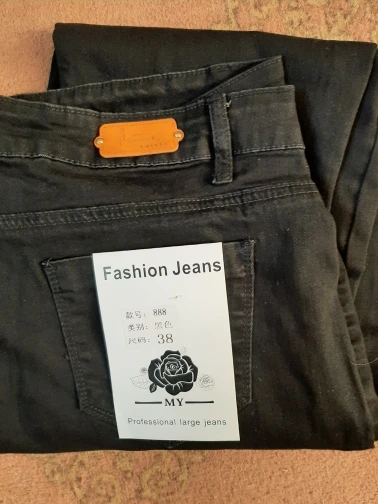 Fashion Jeans
款号: 888
类别: 黑色
尺码: 38
MY
Professional large jeans